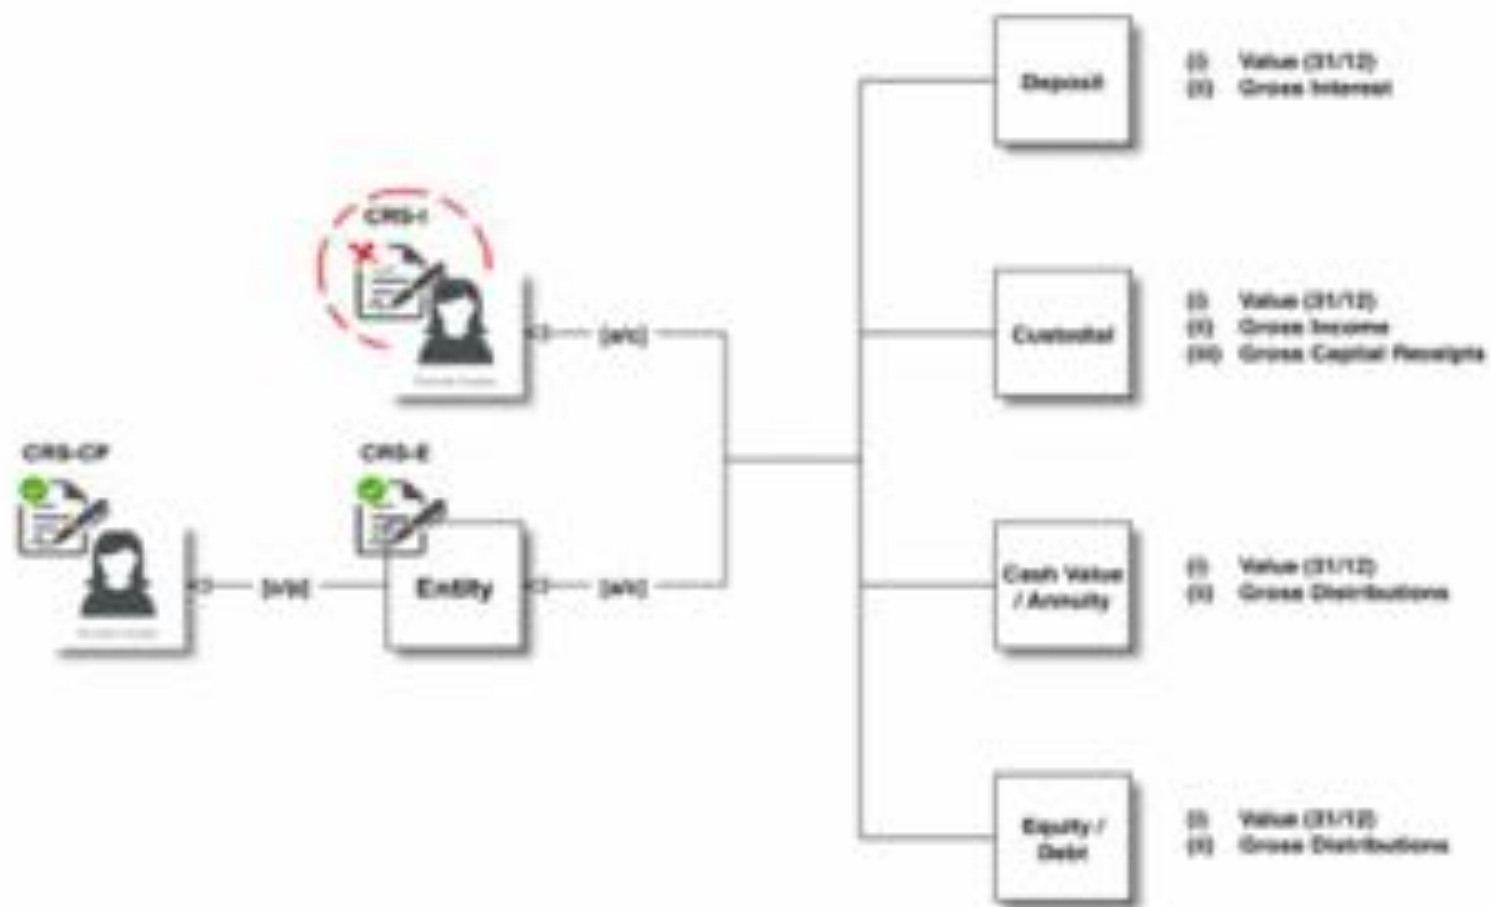 Deposit
(i) Value (31/12)
(ii) Gross Interest
CRS-I
(a/c)
Custodial
(i) Value (31/12)
(ii) Gross Income
(iii) Gross Capital Receipts
CRS-CP
CRS-E
Entity
(a/c)
Cash Value
/ Annuity
(i) Value (31/12)
(ii) Gross Distributions
Equity /
Debt
(i) Value (31/12)
(ii) Gross Distributions